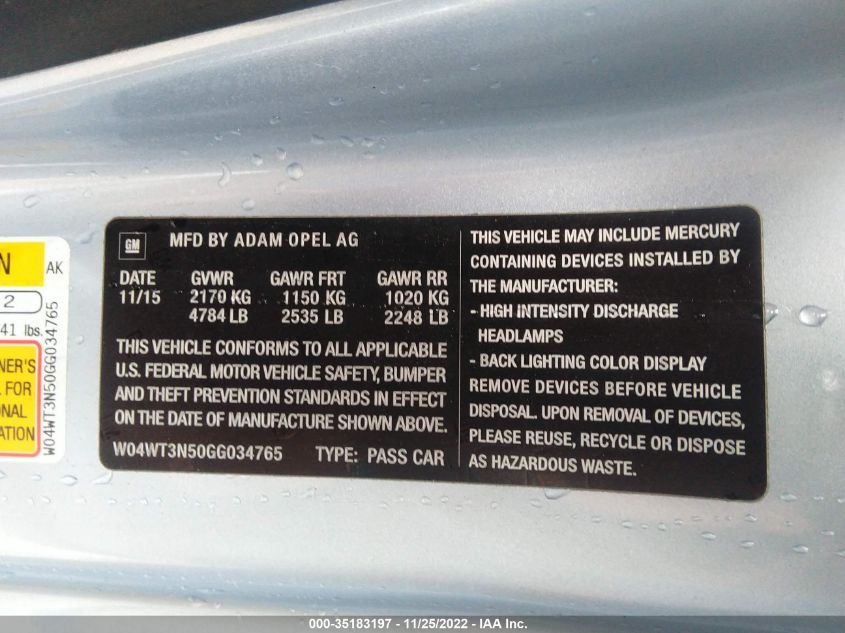 N
AK
2
41 lbs.
NER'S
L FOR
ONAL
ATION
W04WT3N50GG034765
GM
MFD BY ADAM OPEL AG
DATE GVWR GAWR FRT GAWR RR
11/15 2170 KG 1150 KG 1020 KG
4784 LB 2535 LB 2248 LB
THIS VEHICLE CONFORMS TO ALL APPLICABLE
U.S. FEDERAL MOTOR VEHICLE SAFETY, BUMPER
AND THEFT PREVENTION STANDARDS IN EFFECT
ON THE DATE OF MANUFACTURE SHOWN ABOVE.
W04WT3N50GG034765 TYPE: PASS CAR
THIS VEHICLE MAY INCLUDE MERCURY
CONTAINING DEVICES INSTALLED BY
THE MANUFACTURER:
- HIGH INTENSITY DISCHARGE
HEADLAMPS
- BACK LIGHTING COLOR DISPLAY
REMOVE DEVICES BEFORE VEHICLE
DISPOSAL. UPON REMOVAL OF DEVICES,
PLEASE REUSE, RECYCLE OR DISPOSE
AS HAZARDOUS WASTE.
000-35183197 - 11/25/2022 - IAA Inc.